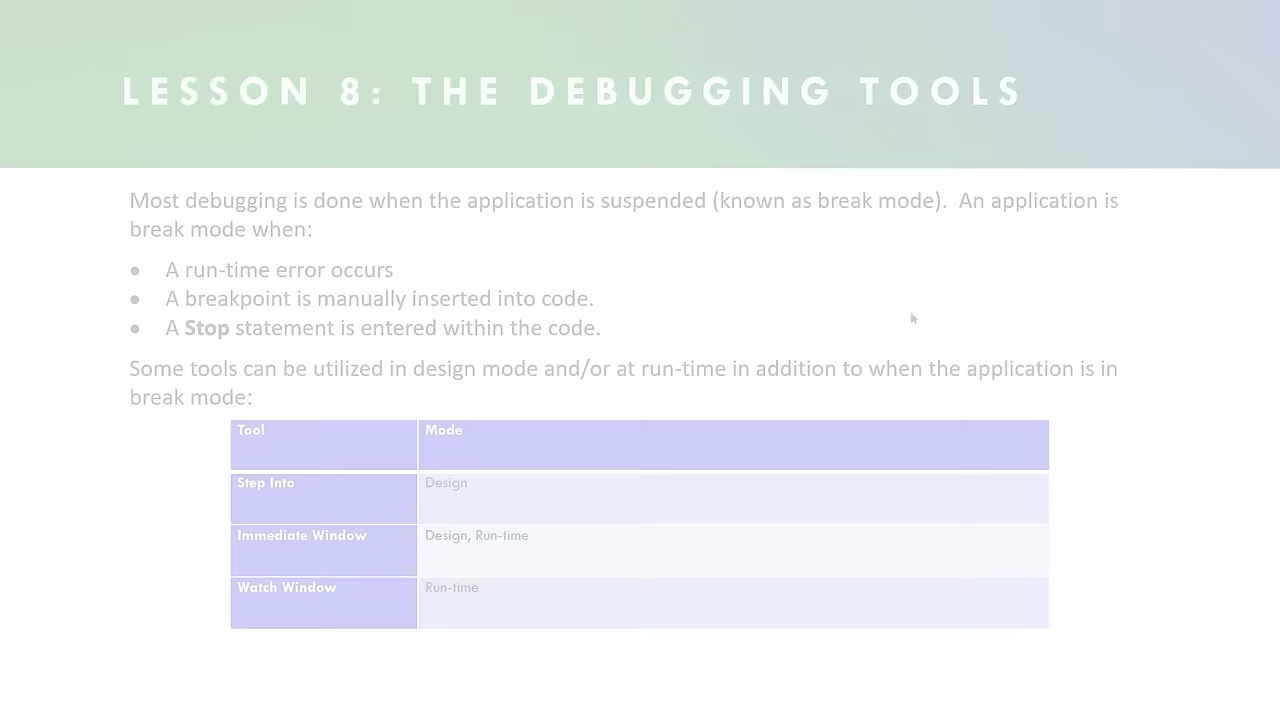 LESSON 8: THE DEBUGGING TOOLS
Most debugging is done when the application is suspended (known as break mode).  An application is
break mode when:
● A run-time error occurs
● A breakpoint is manually inserted into code.
● A Stop statement is entered within the code.
Some tools can be utilized in design mode and/or at run-time in addition to when the application is in
break mode:
Tool Mode
Step Into Design
Immediate Window Design, Run-time
Watch Window Run-time